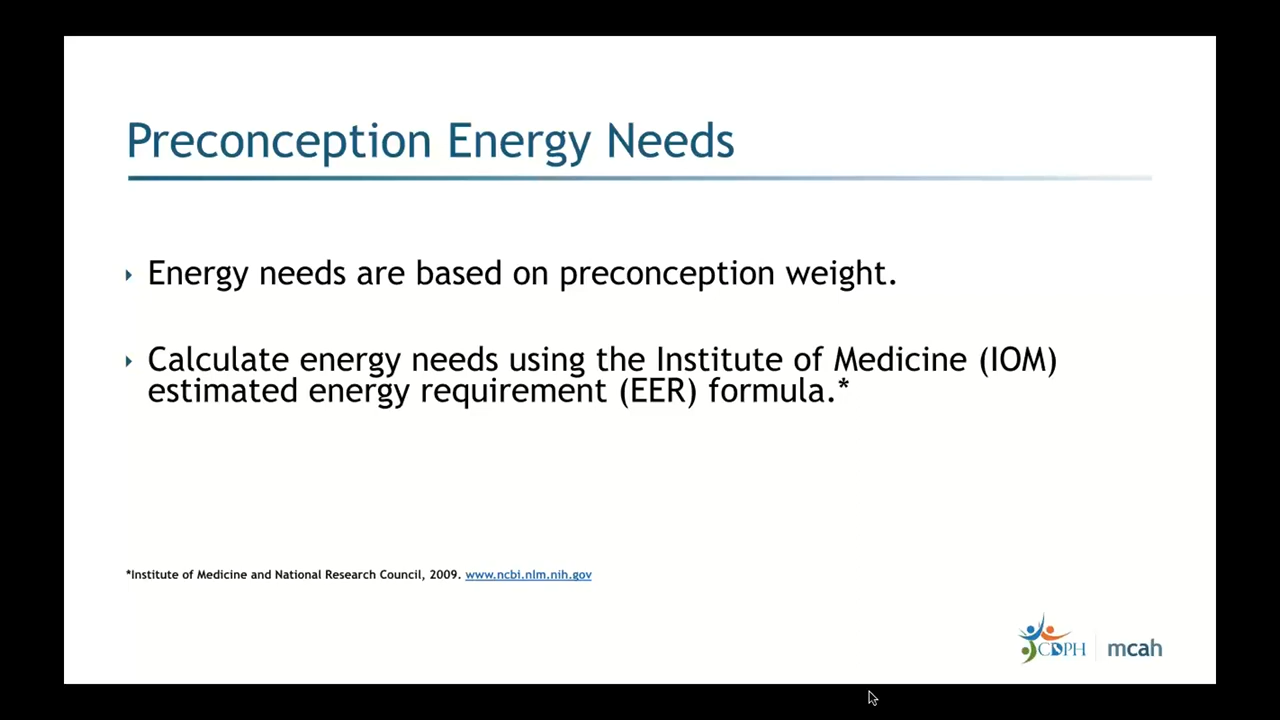 Preconception Energy Needs
Energy needs are based on preconception weight.
Calculate energy needs using the Institute of Medicine (IOM)
estimated energy requirement (EER) formula.*
*Institute of Medicine and National Research Council, 2009. www.ncbi.nlm.nih.gov
CDPH mcah